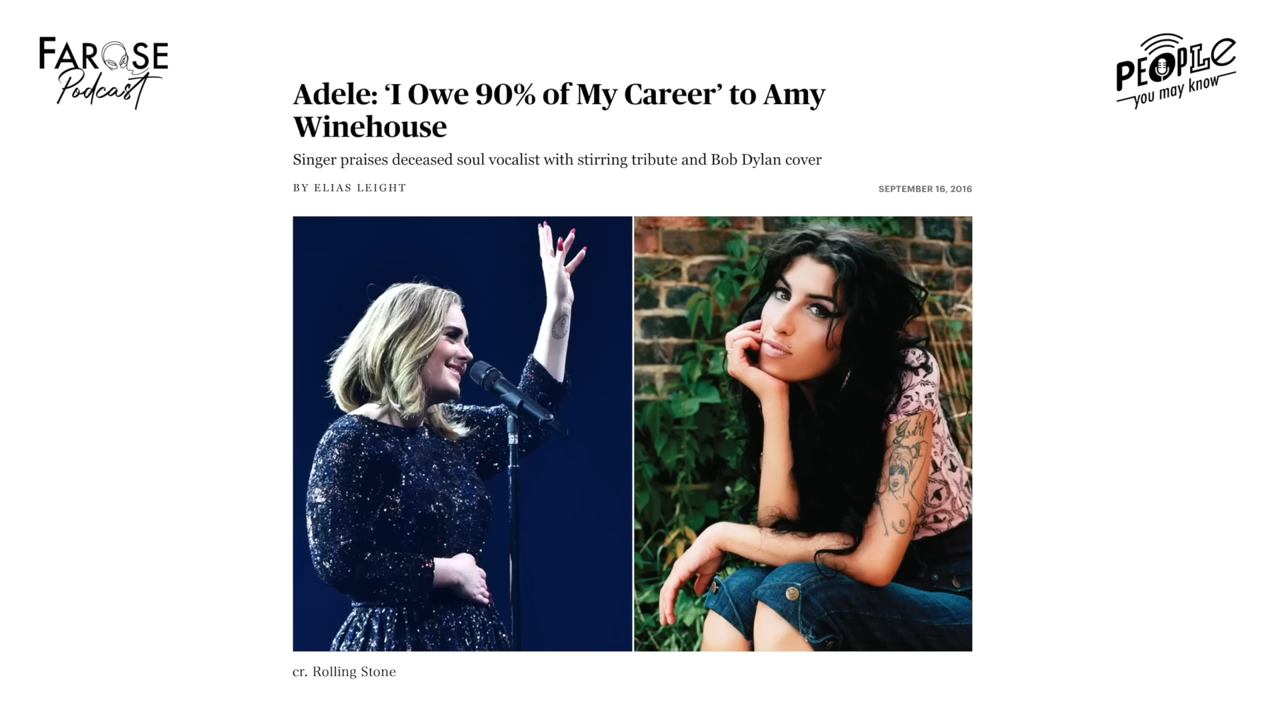 FAROSE
Podcast
PEOPLE
you may know
Adele: ‘I Owe 90% of My Career’ to Amy
Winehouse
Singer praises deceased soul vocalist with stirring tribute and Bob Dylan cover
BY ELIAS LEIGHT
SEPTEMBER 16, 2016
cr. Rolling Stone